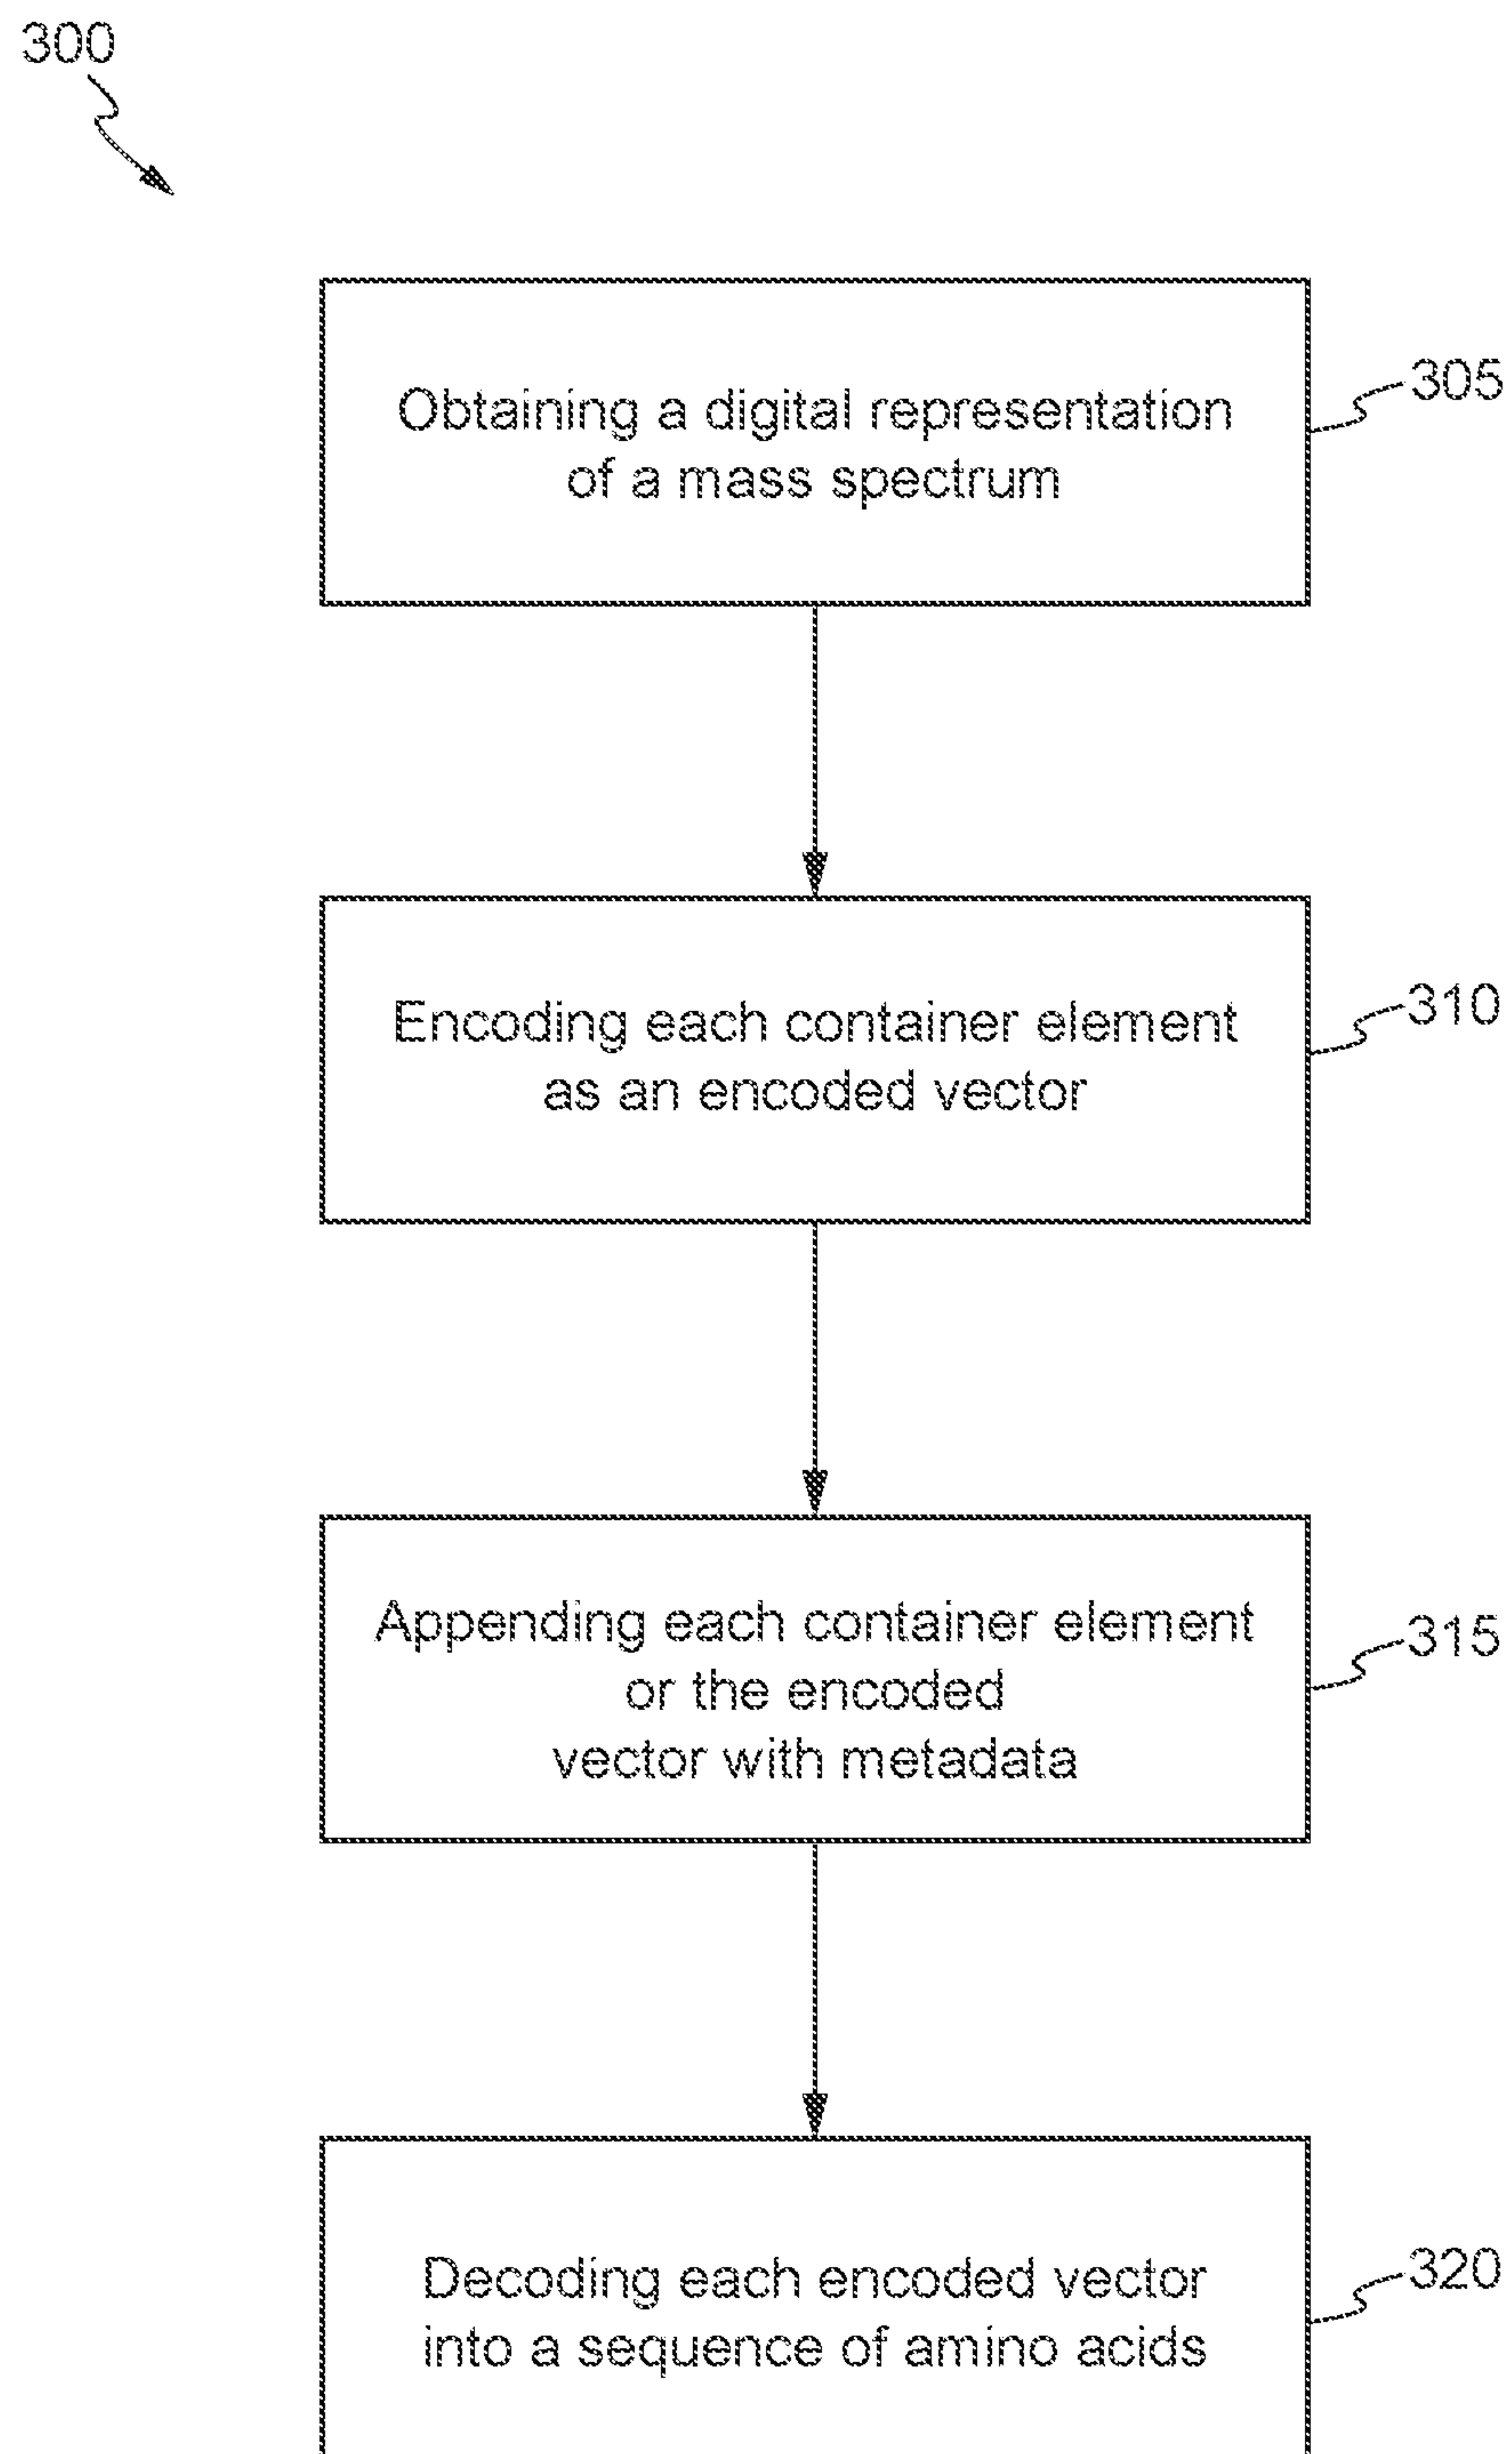 300
Obtaining a digital representation
of a mass spectrum
305
Encoding each container element
as an encoded vector
310
Appending each container element
or the encoded
vector with metadata
315
Decoding each encoded vector
into a sequence of amino acids
320